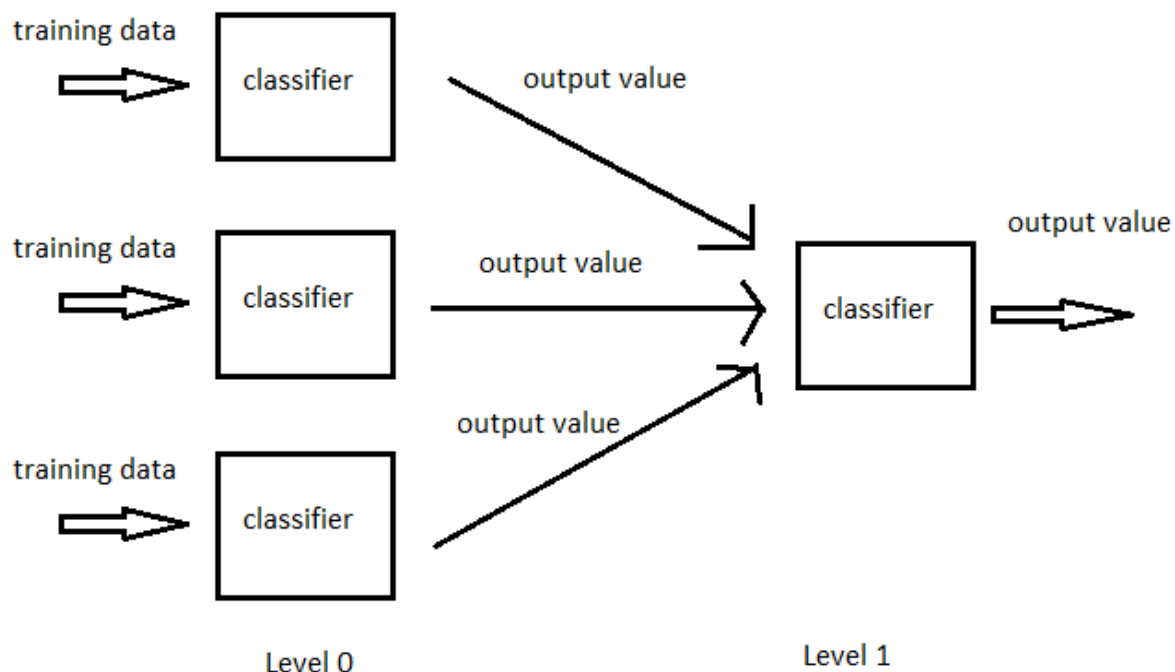 training data
classifier
output value
training data
classifier
output value
output value
classifier
training data
classifier
output value
Level 0
Level 1